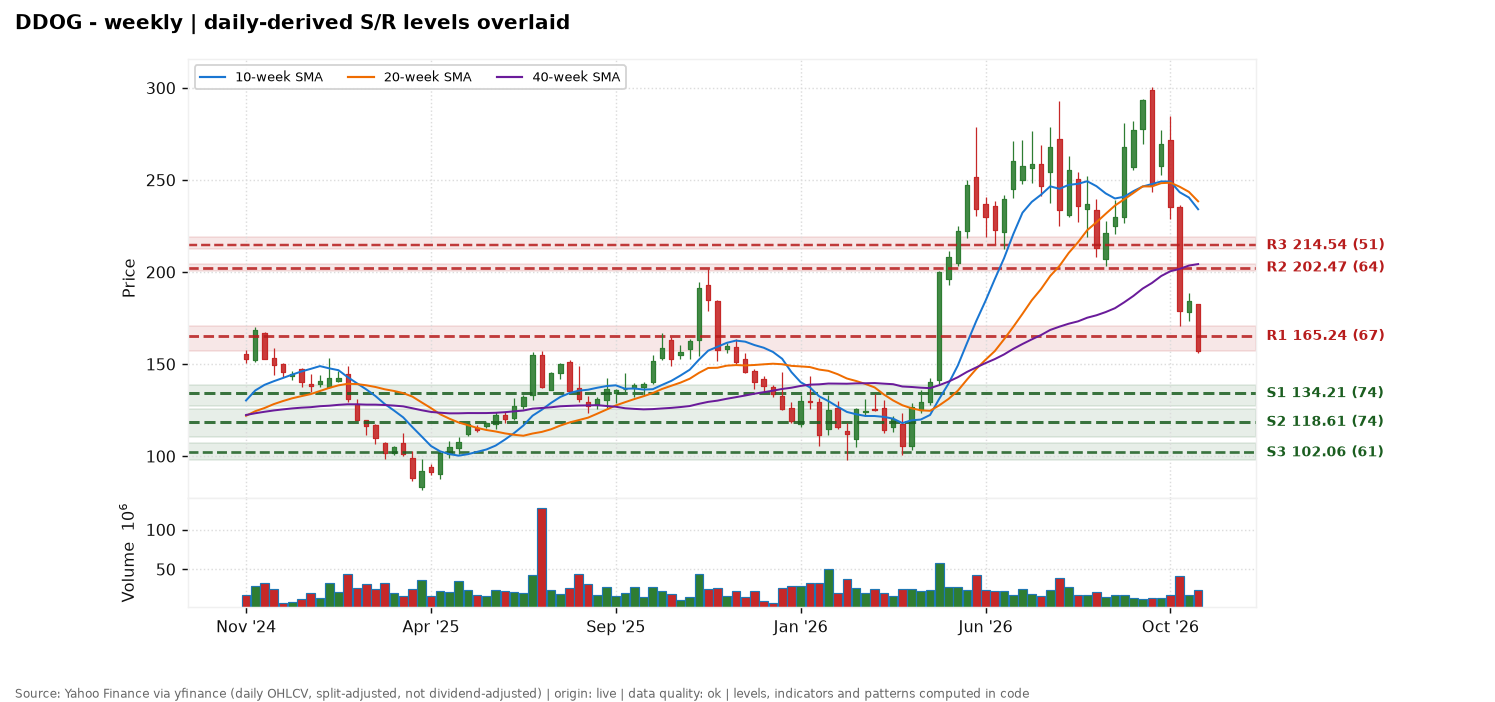 DDOG - weekly | daily-derived S/R levels overlaid
10-week SMA 20-week SMA 40-week SMA
Price
300
250
200
150
100
R3 214.54 (51)
R2 202.47 (64)
R1 165.24 (67)
S1 134.21 (74)
S2 118.61 (74)
S3 102.06 (61)
Volume 10⁶
100
50
Nov '24 Apr '25 Sep '25 Jan '26 Jun '26 Oct '26
Source: Yahoo Finance via yfinance (daily OHLCV, split-adjusted, not dividend-adjusted) | origin: live | data quality: ok | levels, indicators and patterns computed in code